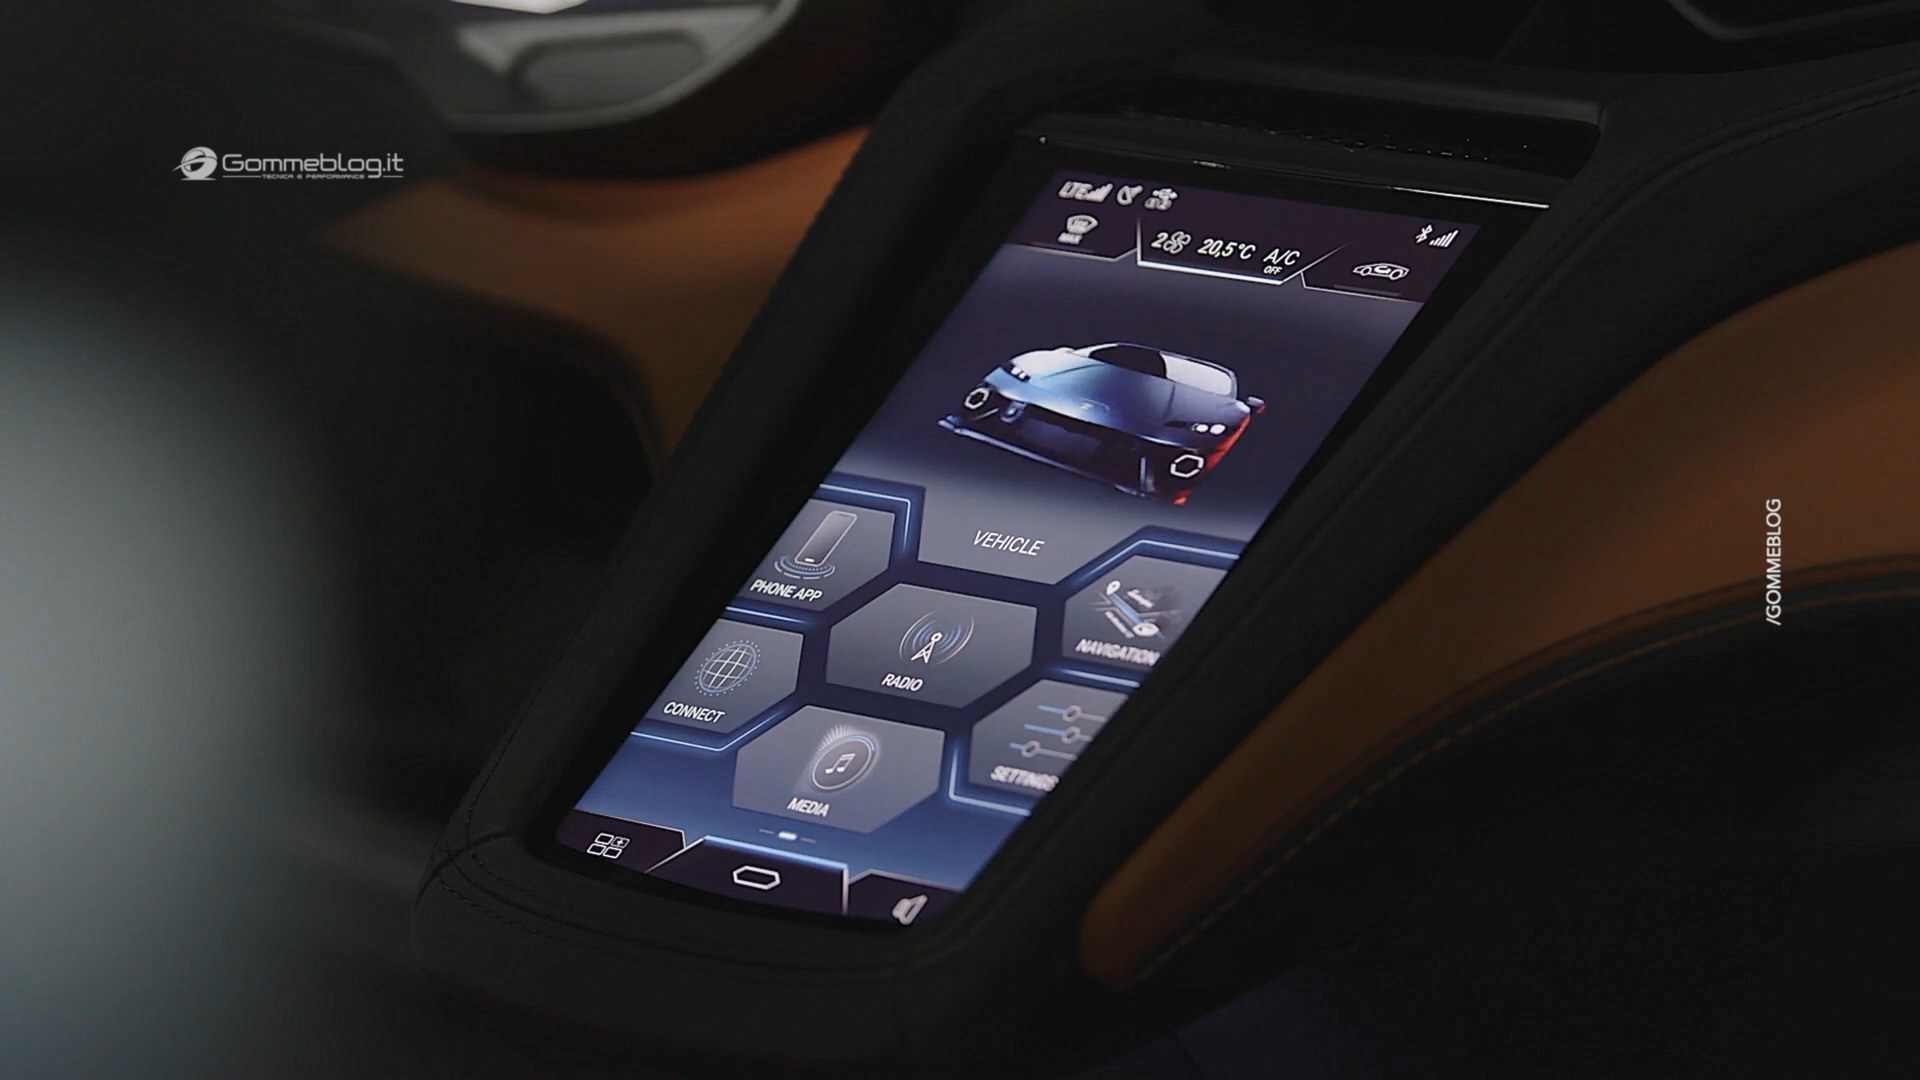 Gommeblog.it
TECNICA E PERFORMANCE
LTE
MAX
2 20,5°C A/C
OFF
VEHICLE
PHONE APP
NAVIGATION
RADIO
CONNECT
SETTINGS
MEDIA
/GOMMEBLOG